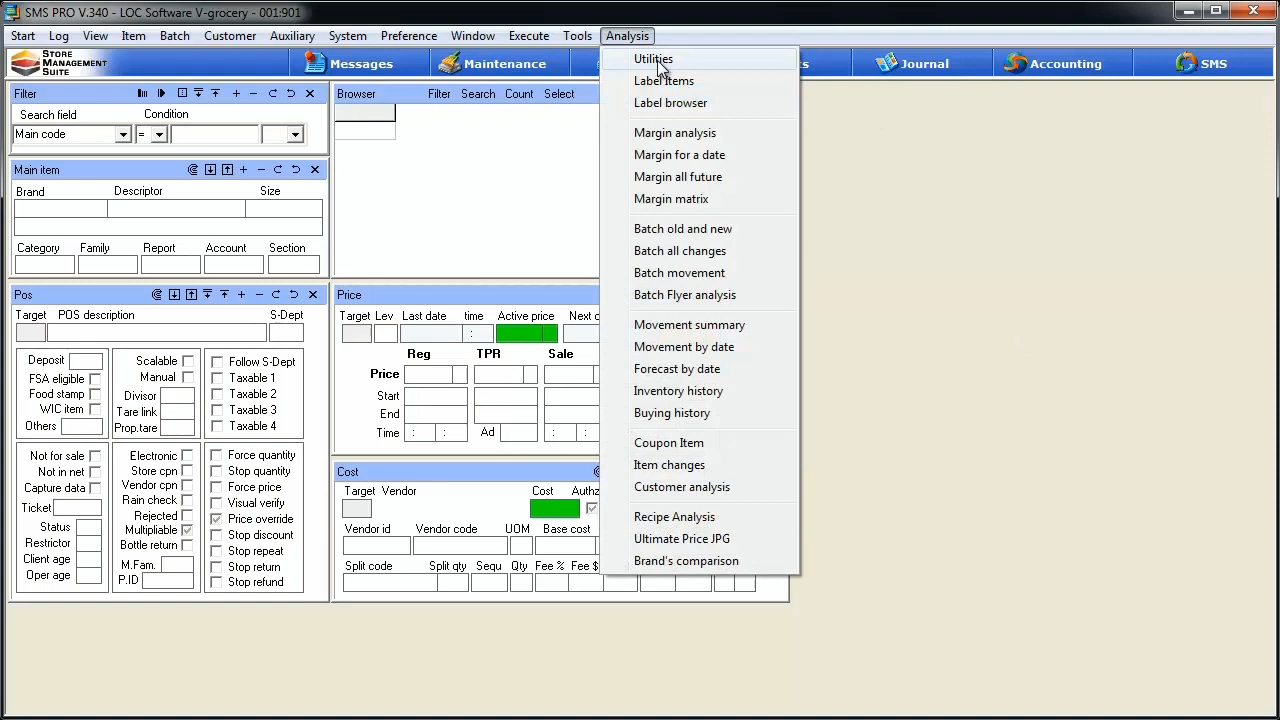 SMS PRO V.340 - LOC Software V-grocery - 001:901
Start Log View Item Batch Customer Auxiliary System Preference Window Execute Tools Analysis
STORE
MANAGEMENT
SUITE
Messages Maintenance Journal Accounting SMS
Filter
Search field Condition
Main code =
Browser Filter Search Count Select
Main item
Brand Descriptor Size
Category Family Report Account Section
Pos
Target POS description S-Dept
Deposit
FSA eligible
Food stamp
WIC item
Others
Scalable
Manual
Divisor
Tare link
Prop.tare
Follow S-Dept
Taxable 1
Taxable 2
Taxable 3
Taxable 4
Not for sale
Not in net
Capture data
Ticket
Status
Restrictor
Client age
Oper age
Electronic
Store cpn
Vendor cpn
Rain check
Rejected
Multipliable
Bottle return
M.Fam.
P.ID
Force quantity
Stop quantity
Force price
Visual verify
Price override
Stop discount
Stop repeat
Stop return
Stop refund
Price
Target Lev Last date time Active price
: 
Reg TPR Sale
Price
Start
End
Time : : Ad : :
Cost
Target Vendor Cost
Vendor id Vendor code UOM Base cost
Split code Split qty Sequ Qty Fee % Fee $
Utilities
Label items
Label browser
Margin analysis
Margin for a date
Margin all future
Margin matrix
Batch old and new
Batch all changes
Batch movement
Batch Flyer analysis
Movement summary
Movement by date
Forecast by date
Inventory history
Buying history
Coupon Item
Item changes
Customer analysis
Recipe Analysis
Ultimate Price JPG
Brand's comparison